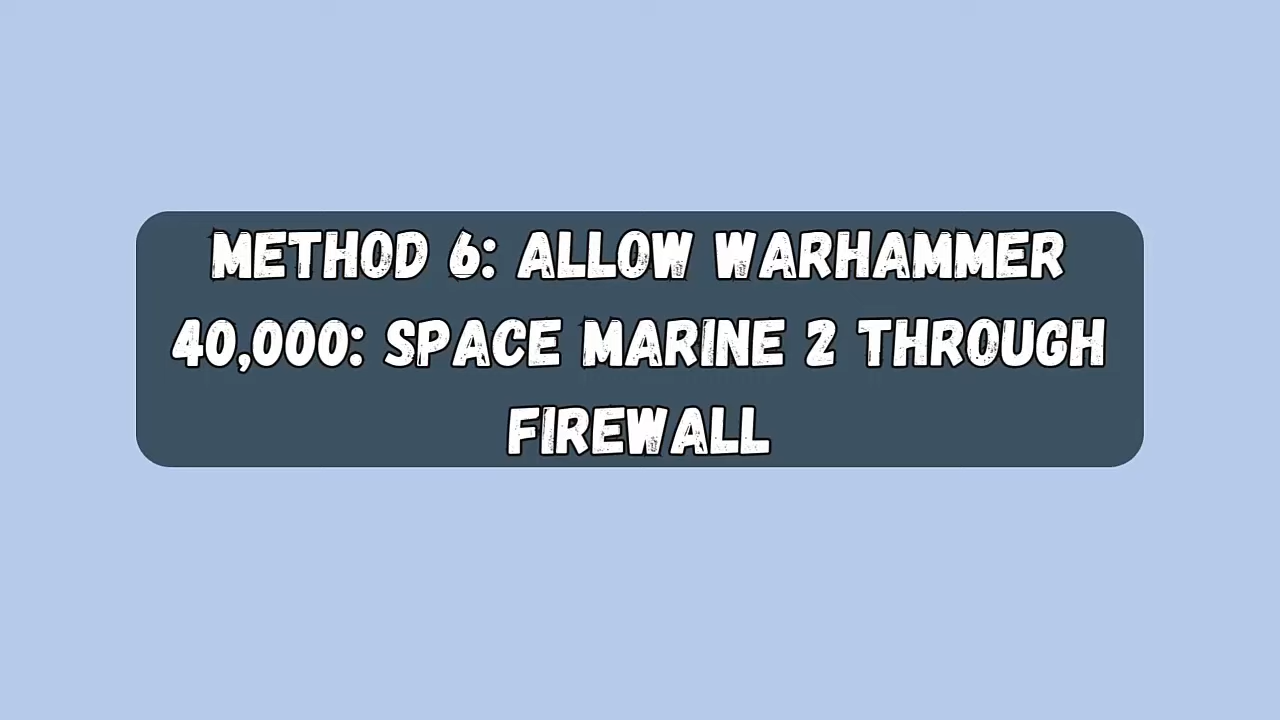 METHOD 6: ALLOW WARHAMMER
40,000: SPACE MARINE 2 THROUGH
FIREWALL